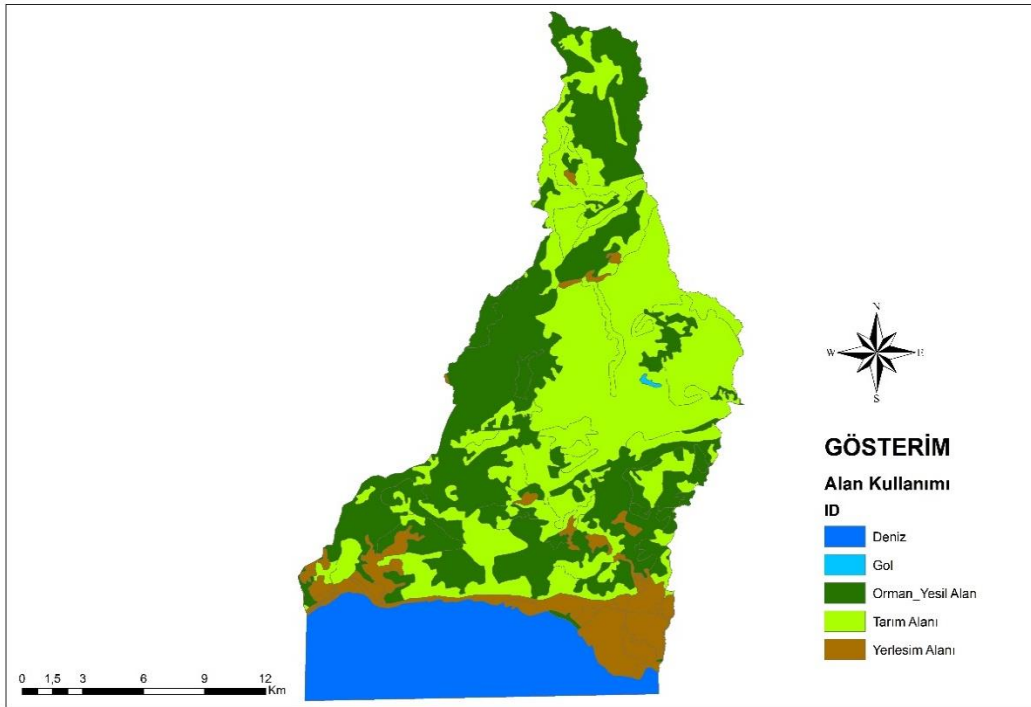 N
W E
S
GÖSTERİM
Alan Kullanımı
ID
Deniz
Gol
Orman_Yesil Alan
Tarım Alanı
Yerlesim Alanı
0 1,5 3 6 9 12
Km